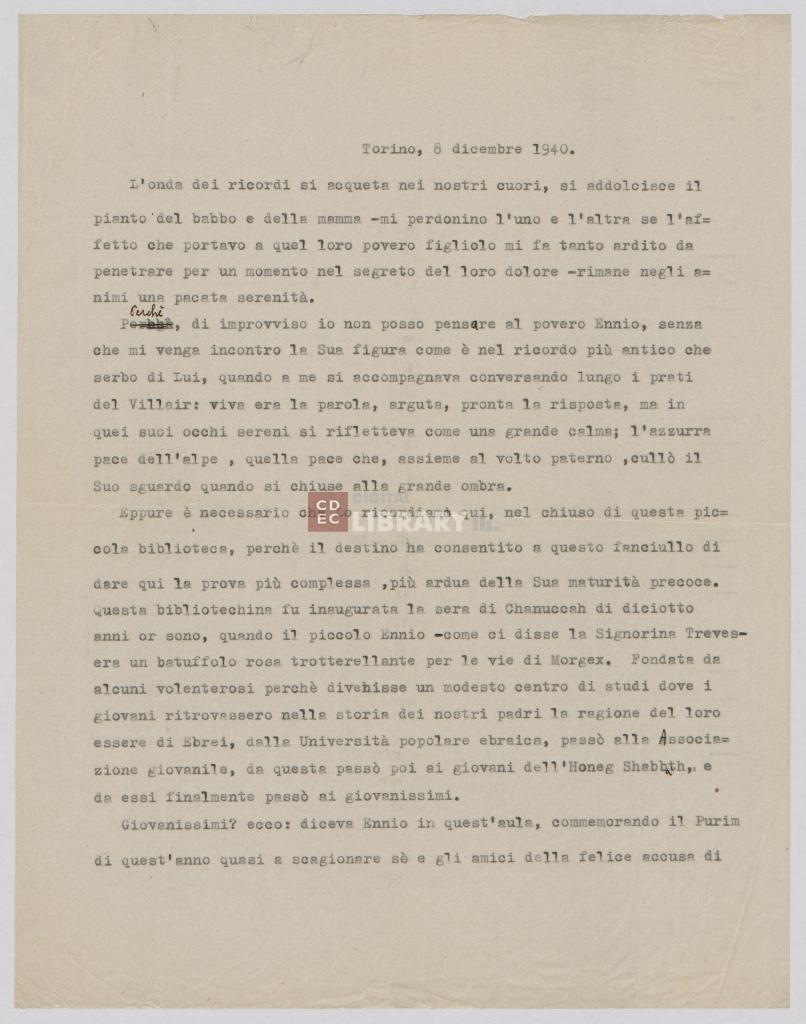 Torino, 8 dicembre 1940.
L'onda dei ricordi si acqueta nei nostri cuori, si addolcisce il
pianto del babbo e della mamma -mi perdonino l'uno e l'altra se l'af=
fetto che portavo a quel loro povero figliolo mi fa tanto ardito da
penetrare per un momento nel segreto del loro dolore -rimane negli a=
nimi una pacata serenità.
Perchè
, di improvviso io non posso pensare al povero Ennio, senza
che mi venga incontro la Sua figura come è nel ricordo più antico che
serbo di Lui, quando a me si accompagnava conversando lungo i prati
del Villair: viva era la parola, arguta, pronta la risposta, ma in
quei suoi occhi sereni si rifletteva come una grande calma; l'azzurra
pace dell'alpe , quella pace che, assieme al volto paterno ,cullò il
Suo sguardo quando si chiuse alla grande ombra.
Eppure è necessario che lo ricordiamo qui, nel chiuso di questa pic=
CD
EC
DIGITAL
LIBRARY
cola biblioteca, perchè il destino ha consentito a questo fanciullo di
dare qui la prova più complessa ,più ardua della Sua maturità precoce.
Questa bibliotechina fu inaugurata la sera di Chanuccah di diciotto
anni or sono, quando il piccolo Ennio -come ci disse la Signorina Treves-
era un batuffolo rosa trotterellante per le vie di Morgex. Fondata da
alcuni volenterosi perchè divenisse un modesto centro di studi dove i
giovani ritrovassero nella storia dei nostri padri la ragione del loro
essere di Ebrei, dalla Università popolare ebraica, passò alla Associa=
zione giovanile, da questa passò poi ai giovani dell'Honeg Shabath, e
da essi finalmente passò ai giovanissimi.
Giovanissimi? ecco: diceva Ennio in quest'aula, commemorando il Purim
di quest'anno quasi a scagionare sè e gli amici della felice accusa di